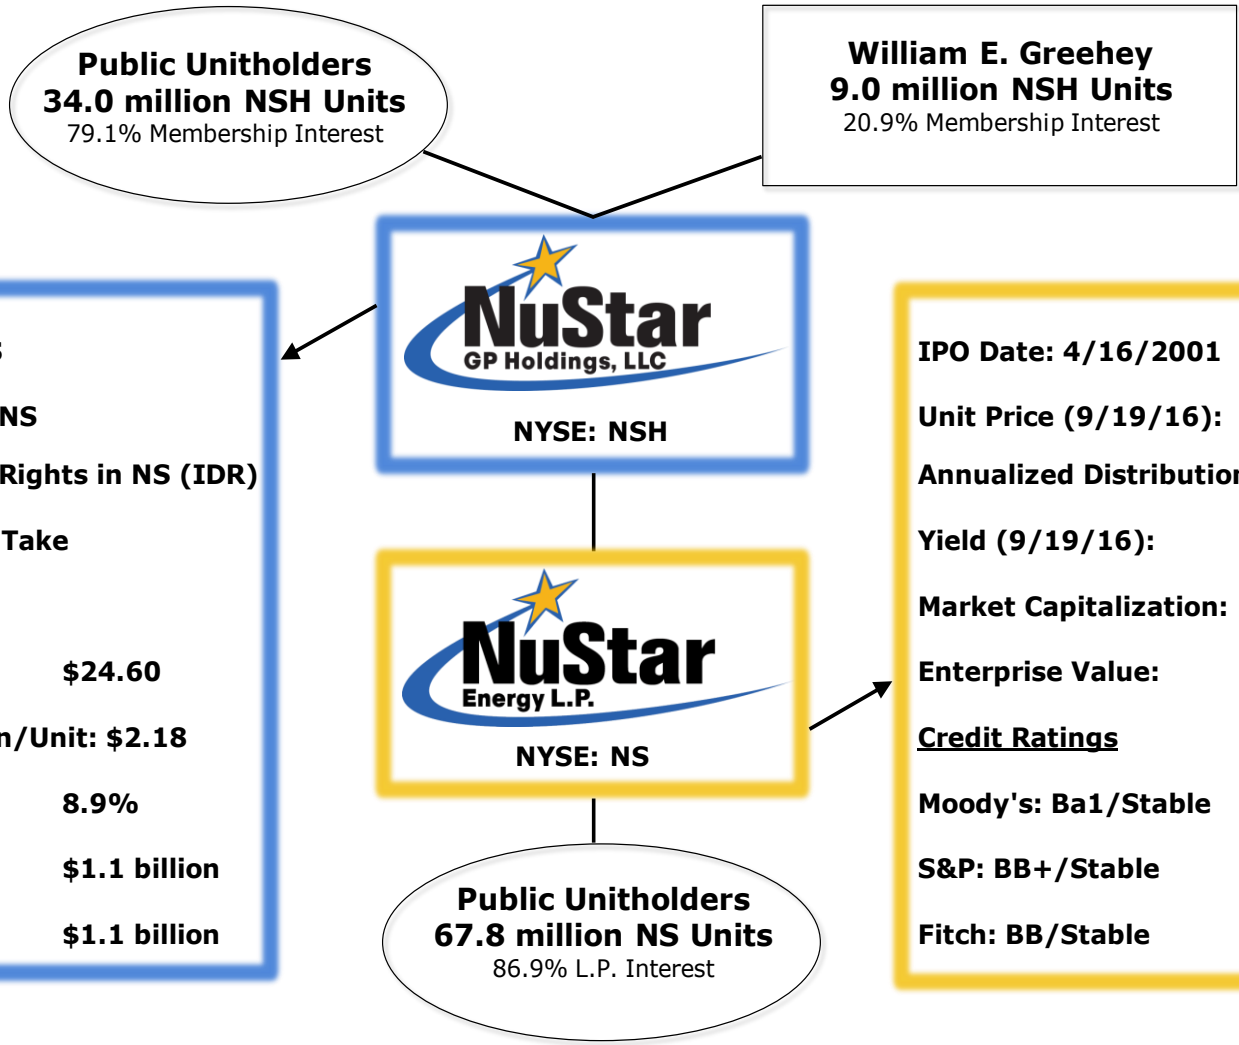 Public Unitholders
34.0 million NSH Units
79.1% Membership Interest
William E. Greehey
9.0 million NSH Units
20.9% Membership Interest
NuStar
GP Holdings, LLC
NYSE: NSH
NS
Rights in NS (IDR)
Take
$24.60
n/Unit: $2.18
8.9%
$1.1 billion
$1.1 billion
NuStar
Energy L.P.
NYSE: NS
Public Unitholders
67.8 million NS Units
86.9% L.P. Interest
IPO Date: 4/16/2001
Unit Price (9/19/16):
Annualized Distribution
Yield (9/19/16):
Market Capitalization:
Enterprise Value:
Credit Ratings
Moody's: Ba1/Stable
S&P: BB+/Stable
Fitch: BB/Stable